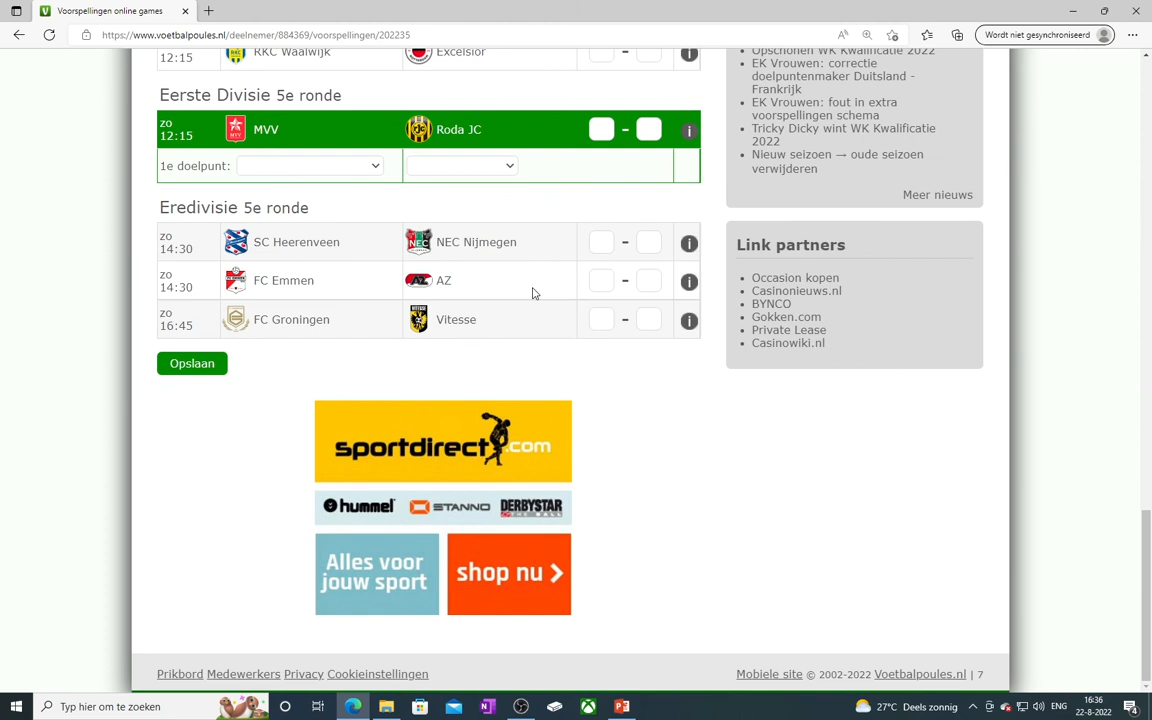 Voorspellingen online games
https://www.voetbalpoules.nl/deelnemer/884369/voorspellingen/202235
Wordt niet gesynchroniseerd
12:15 RKC Waalwijk Excelsior
Eerste Divisie 5e ronde
zo
12:15 MVV Roda JC -
1e doelpunt:
Eredivisie 5e ronde
zo
14:30 SC Heerenveen NEC Nijmegen -
zo
14:30 FC Emmen AZ -
zo
16:45 FC Groningen Vitesse -
Opslaan
Opschonen WK Kwalificatie 2022
EK Vrouwen: correctie
doelpuntenmaker Duitsland -
Frankrijk
EK Vrouwen: fout in extra
voorspellingen schema
Tricky Dicky wint WK Kwalificatie
2022
Nieuw seizoen → oude seizoen
verwijderen
Meer nieuws
Link partners
Occasion kopen
Casinonieuws.nl
BYNCO
Gokken.com
Private Lease
Casinowiki.nl
sportdirect.com
hummel STANNO DERBYSTAR
Alles voor
jouw sport
shop nu
Prikbord Medewerkers Privacy Cookieinstellingen
Mobiele site © 2002-2022 Voetbalpoules.nl | 7
Typ hier om te zoeken
27°C Deels zonnig
ENG
16:36
22-8-2022
4